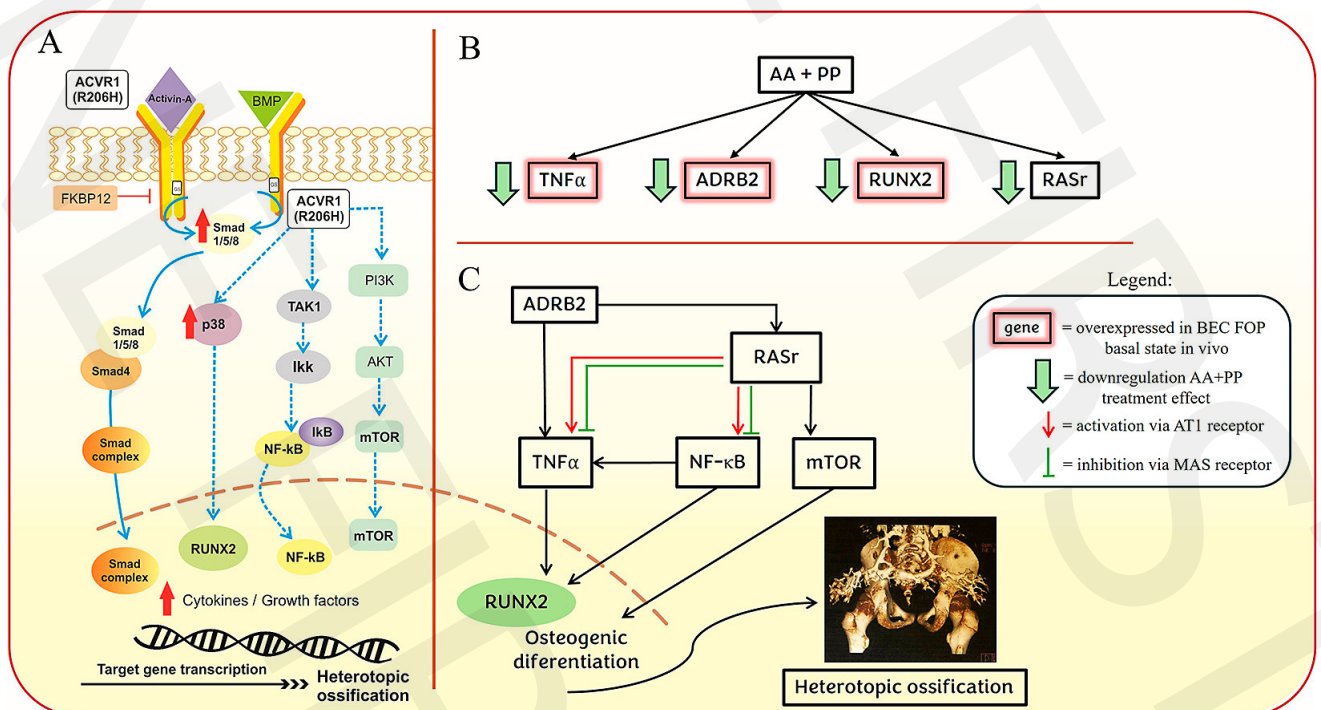 A
ACVR1
(R206H)
Activin-A
BMP
GS
GS
FKBP12
Smad
1/5/8
ACVR1
(R206H)
PI3K
TAK1
p38
Smad
1/5/8
Smad4
Ikk
AKT
IkB
NF-kB
mTOR
Smad
complex
RUNX2
NF-kB
mTOR
Smad
complex
Cytokines / Growth factors
Target gene transcription
Heterotopic
ossification
B
AA + PP
TNFα
ADRB2
RUNX2
RASr
C
ADRB2
RASr
TNFα
NF-κB
mTOR
RUNX2
Osteogenic
diferentiation
Heterotopic ossification
Legend:
gene = overexpressed in BEC FOP
basal state in vivo
= downregulation AA+PP
treatment effect
= activation via AT1 receptor
= inhibition via MAS receptor